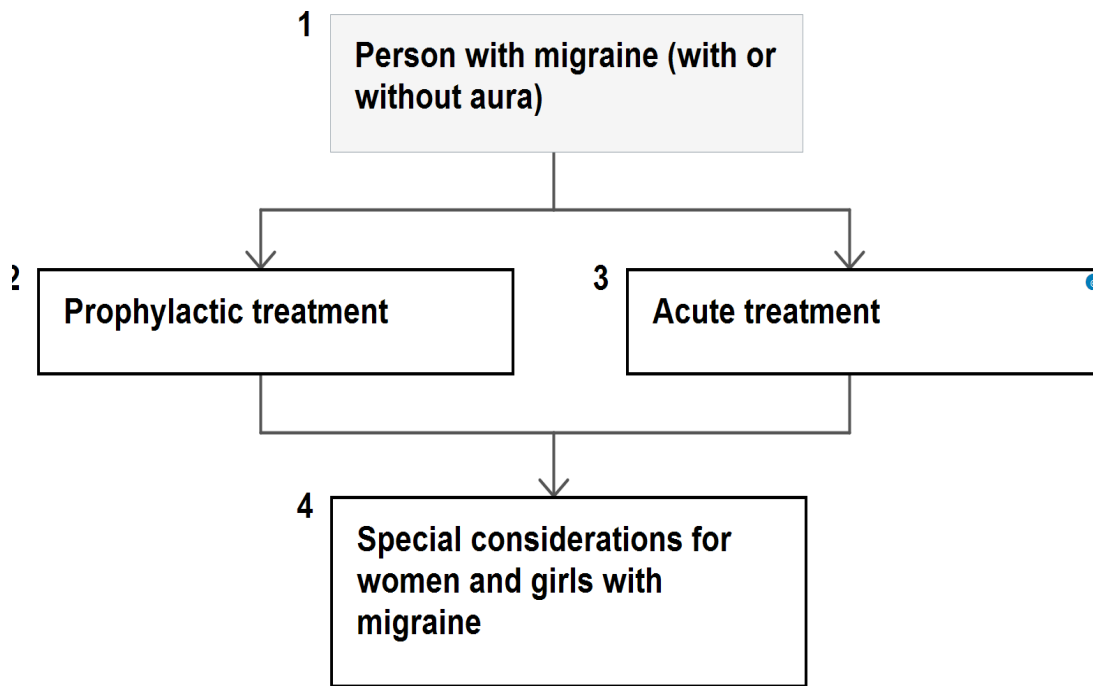 1
Person with migraine (with or
without aura)
2
Prophylactic treatment
3
Acute treatment
4
Special considerations for
women and girls with
migraine